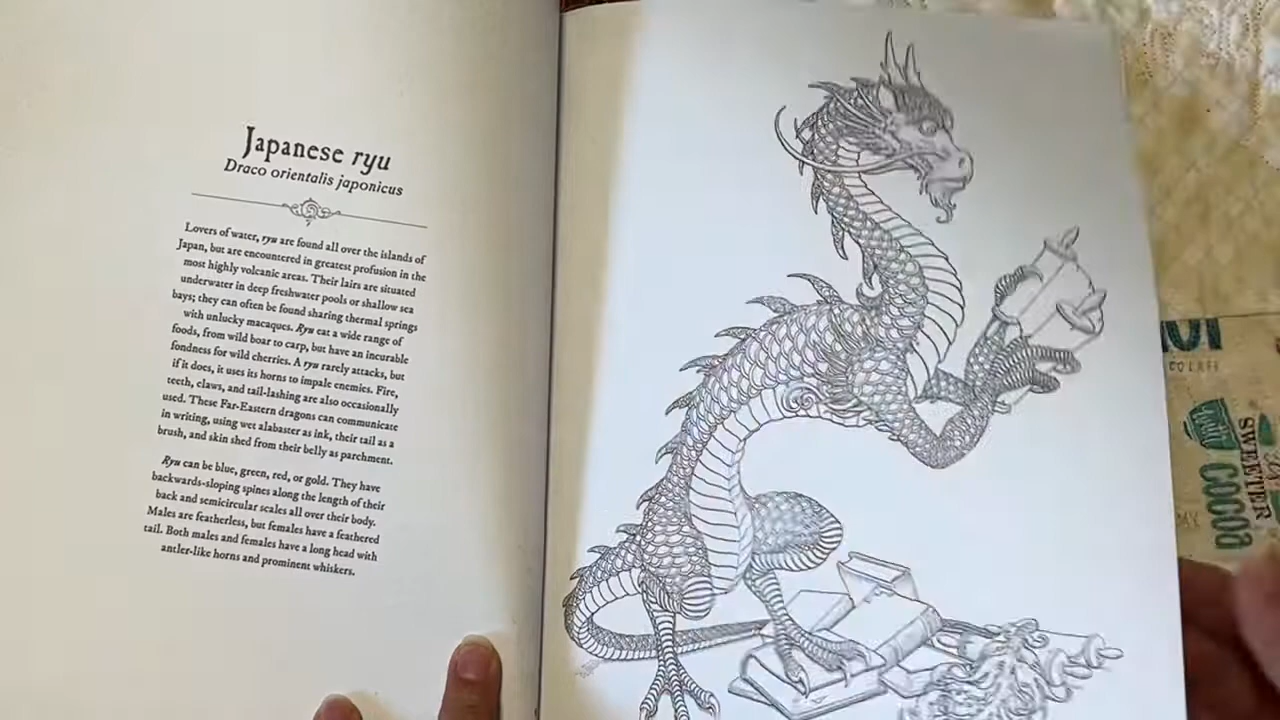 Japanese ryu
Draco orientalis japonicus
Lovers of water, ryu are found all over the islands of
Japan, but are encountered in greatest profusion in the
most highly volcanic areas. Their lairs are situated
underwater in deep freshwater pools or shallow sea
bays; they can often be found sharing thermal springs
with unlucky macaques. Ryu eat a wide range of
foods, from wild boar to carp, but have an incurable
fondness for wild cherries. A ryu rarely attacks, but
if it does, it uses its horns to impale enemies. Fire,
teeth, claws, and tail-lashing are also occasionally
used. These Far-Eastern dragons can communicate
in writing, using wet alabaster as ink, their tail as a
brush, and skin shed from their belly as parchment.
Ryu can be blue, green, red, or gold. They have
backwards-sloping spines along the length of their
back and semicircular scales all over their body.
Males are featherless, but females have a feathered
tail. Both males and females have a long head with
antler-like horns and prominent whiskers.
SWEETER
COCOA